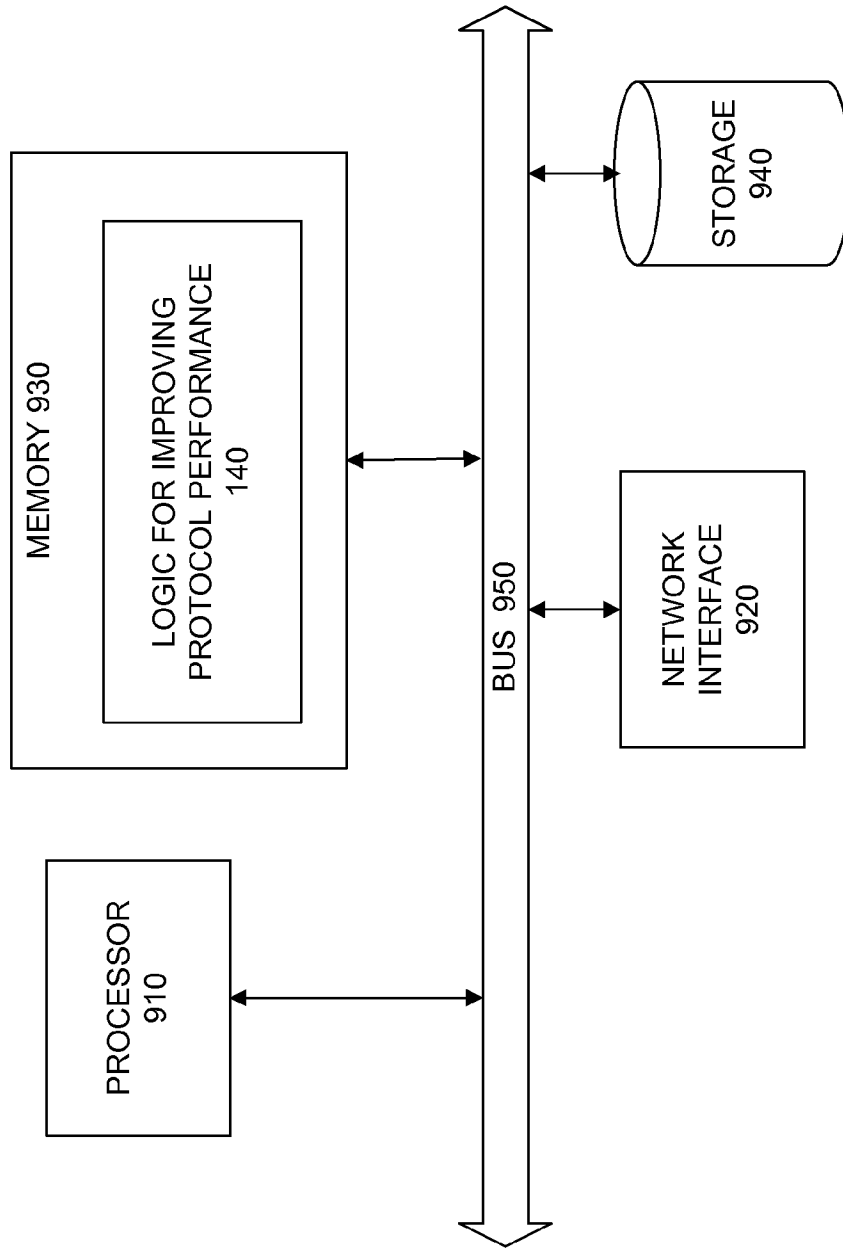 PROCESSOR
910
MEMORY 930
LOGIC FOR IMPROVING
PROTOCOL PERFORMANCE
140
BUS 950
NETWORK
INTERFACE
920
STORAGE
940